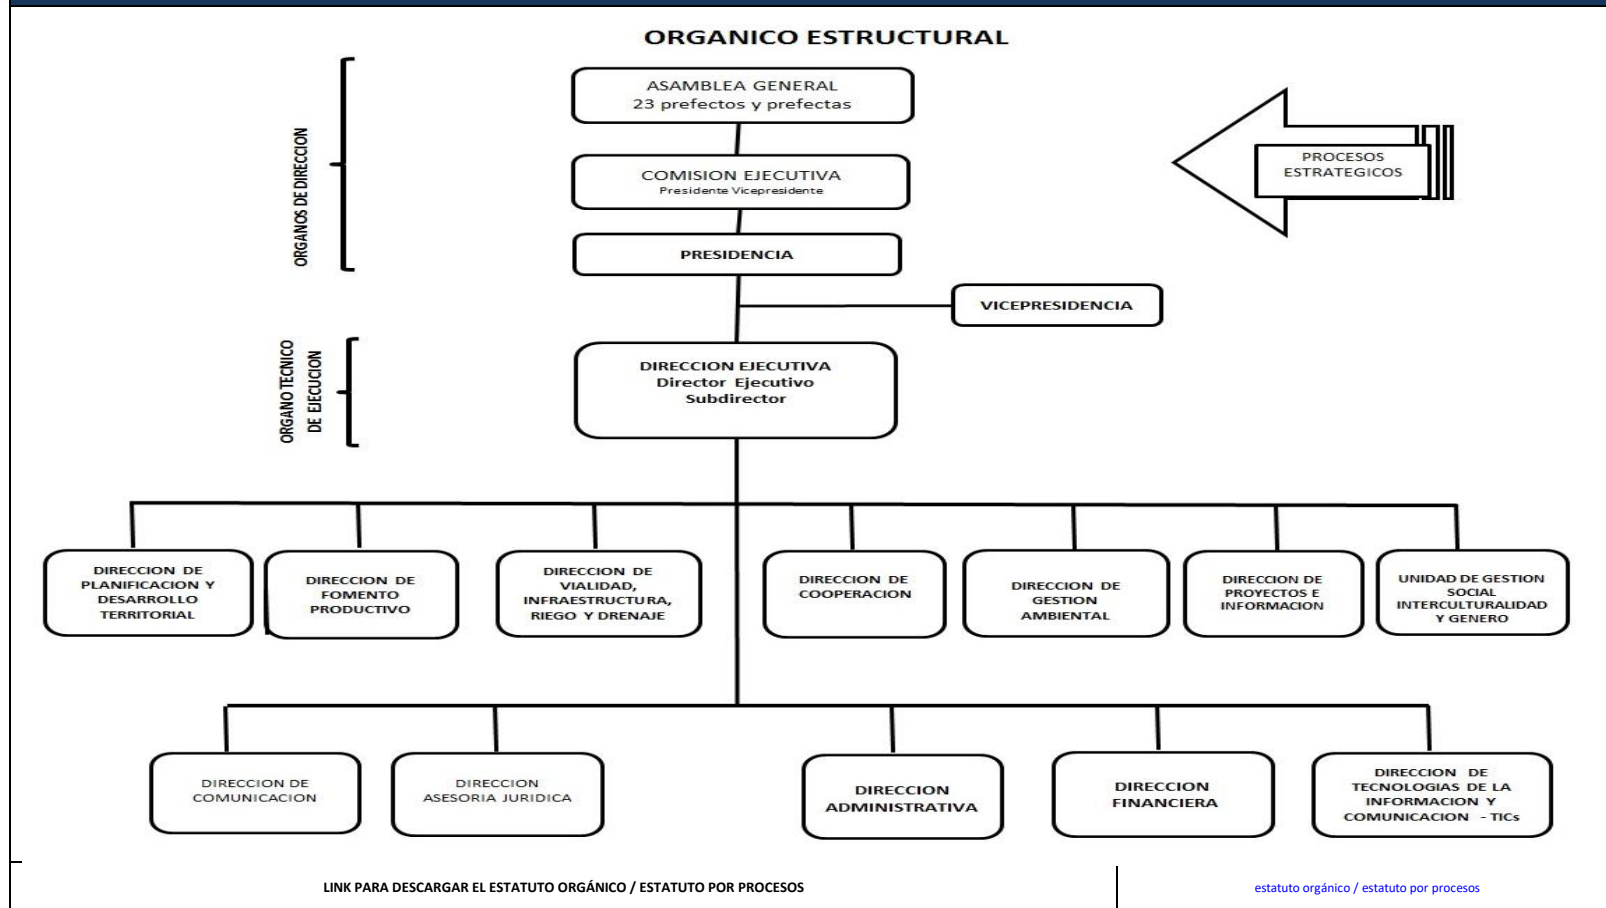 ORGANICO ESTRUCTURAL
ASAMBLEA GENERAL
23 prefectos y prefectas
ORGANOS DE DIRECCION
COMISION EJECUTIVA
Presidente Vicepresidente
PROCESOS
ESTRATEGICOS
PRESIDENCIA
VICEPRESIDENCIA
ORGANO TECNICO
DE EJECUCION
DIRECCION EJECUTIVA
Director Ejecutivo
Subdirector
DIRECCION DE
PLANIFICACION Y
DESARROLLO
TERRITORIAL
DIRECCION DE
FOMENTO
PRODUCTIVO
DIRECCION DE
VIALIDAD,
INFRAESTRUCTURA,
RIEGO Y DRENAJE
DIRECCION DE
COOPERACION
DIRECCION DE
GESTION
AMBIENTAL
DIRECCION DE
PROYECTOS E
INFORMACION
UNIDAD DE GESTION
SOCIAL
INTERCULTURALIDAD
Y GENERO
DIRECCION DE
COMUNICACION
DIRECCION
ASESORIA JURIDICA
DIRECCION
ADMINISTRATIVA
DIRECCION
FINANCIERA
DIRECCION DE
TECNOLOGIAS DE LA
INFORMACION Y
COMUNICACION - TICs
LINK PARA DESCARGAR EL ESTATUTO ORGÁNICO / ESTATUTO POR PROCESOS
estatuto orgánico / estatuto por procesos